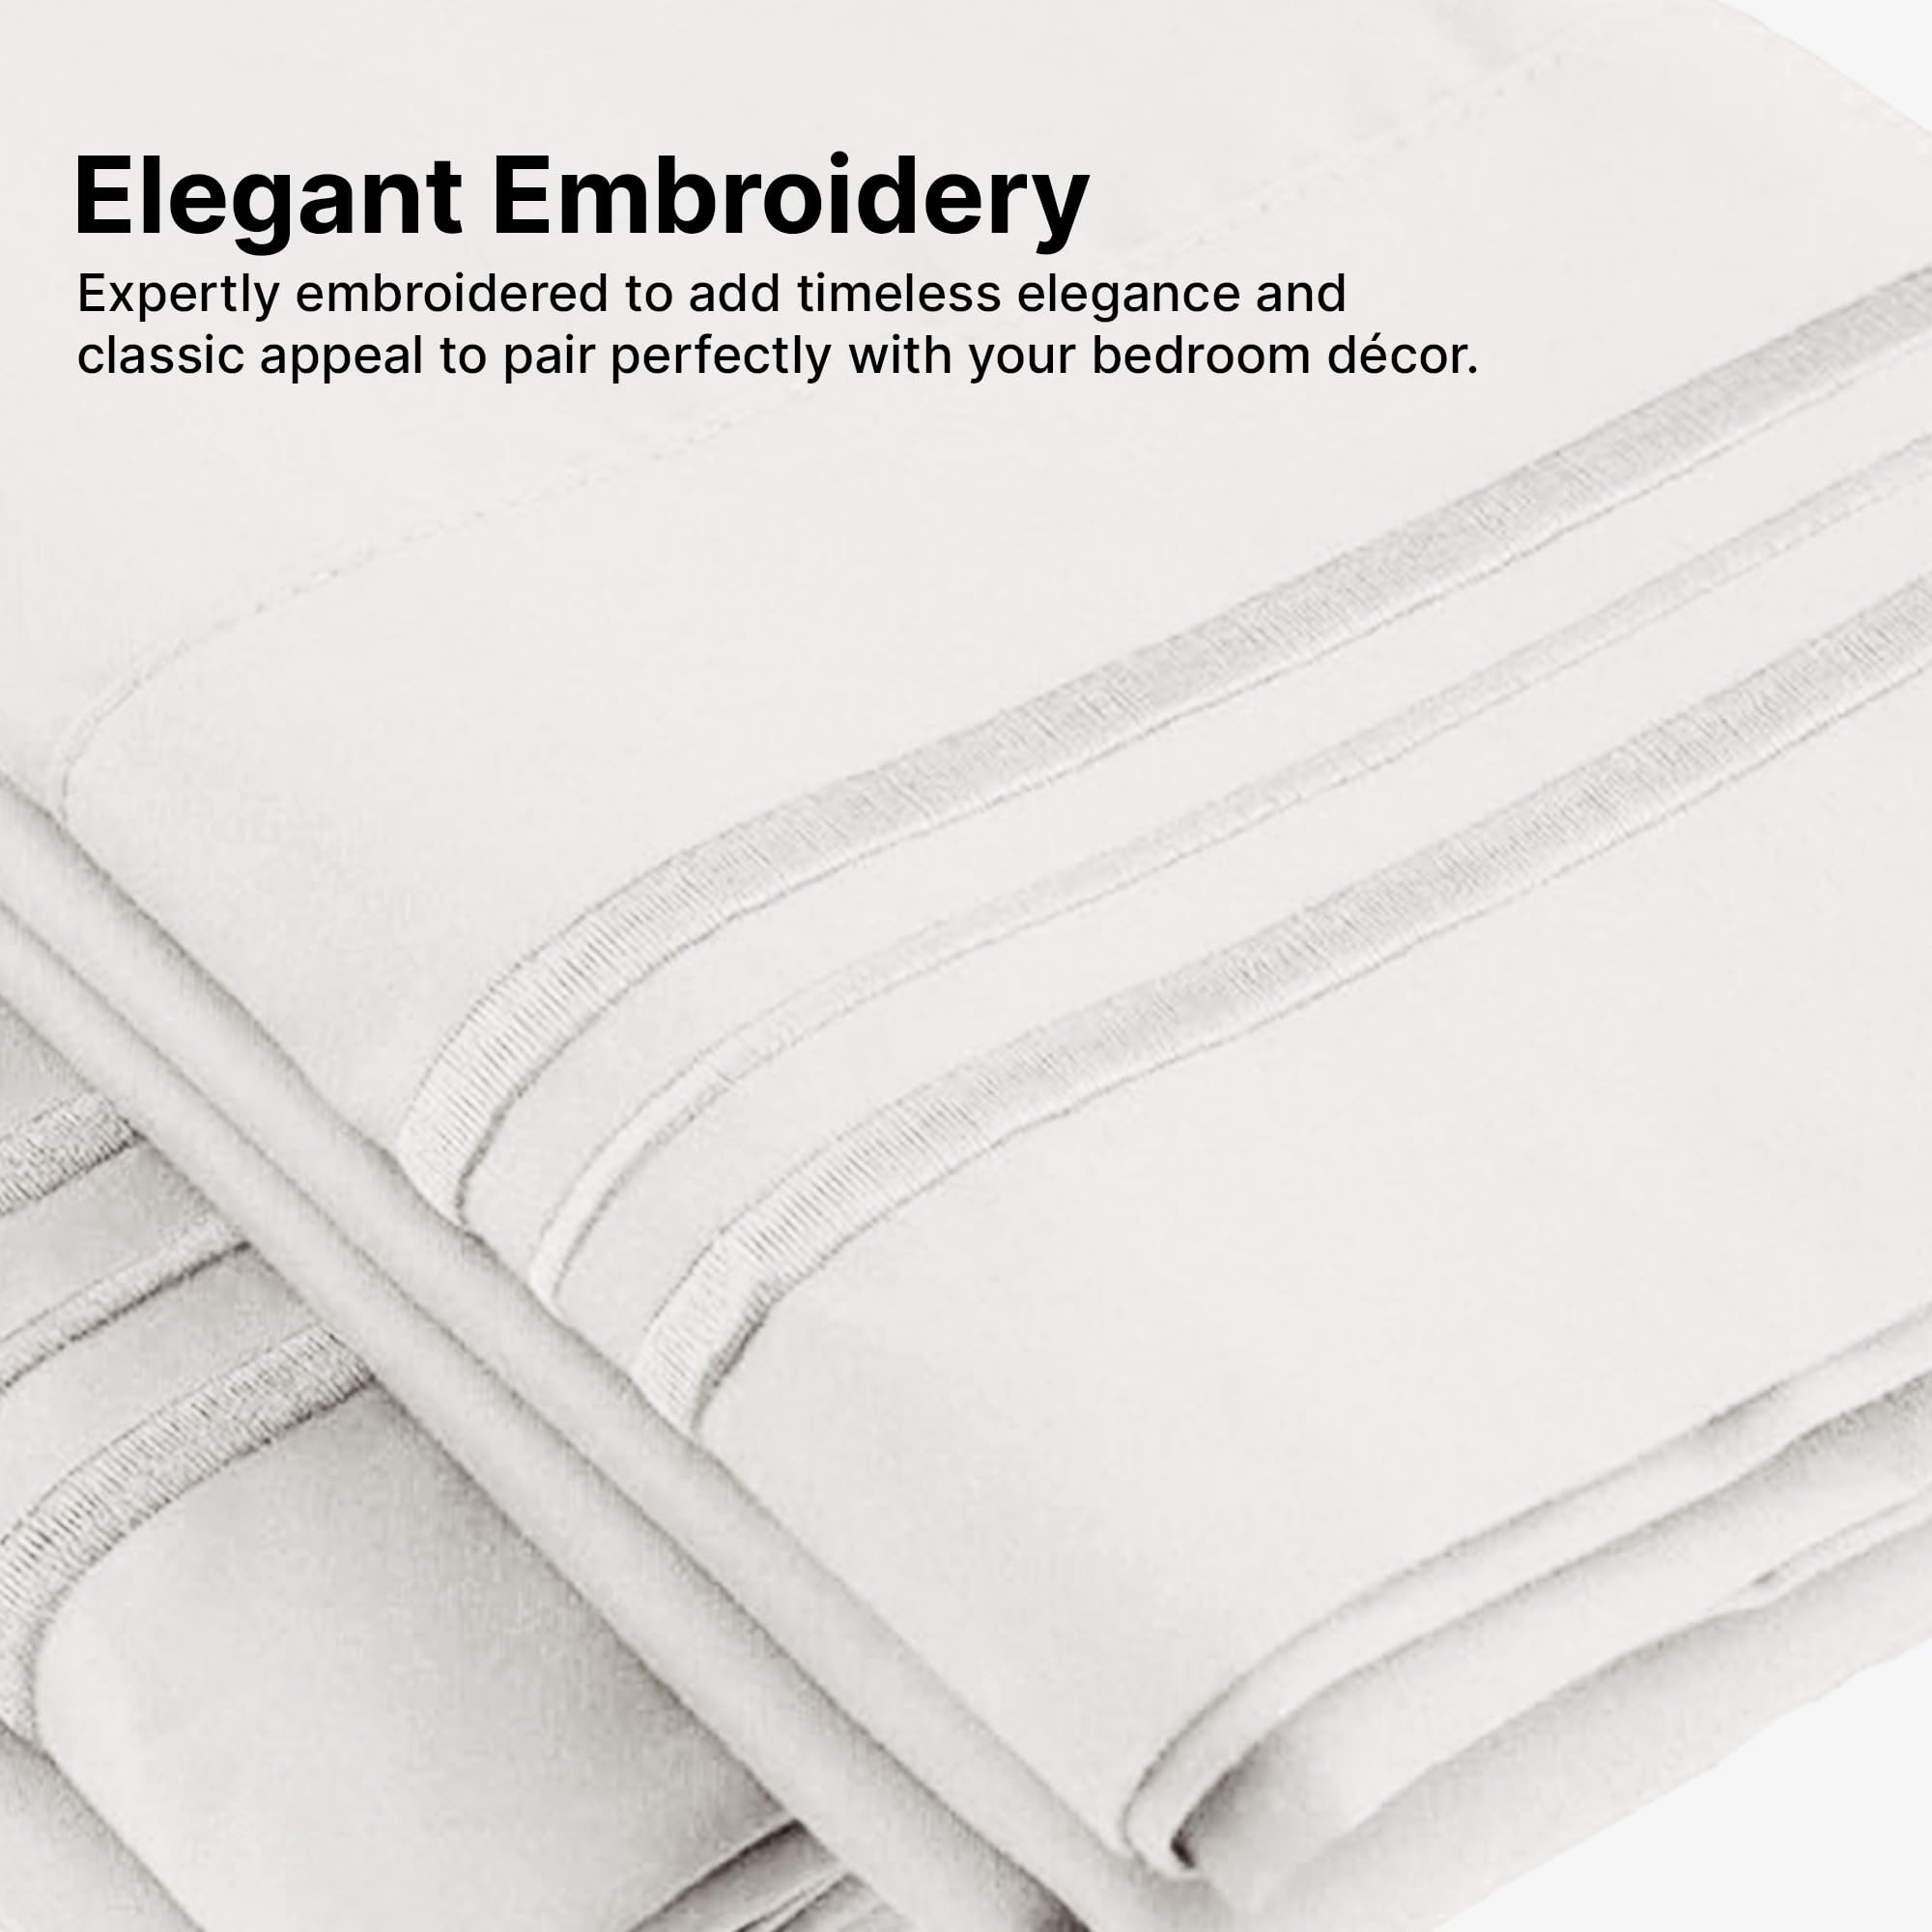 Elegant Embroidery
Expertly embroidered to add timeless elegance and
classic appeal to pair perfectly with your bedroom décor.